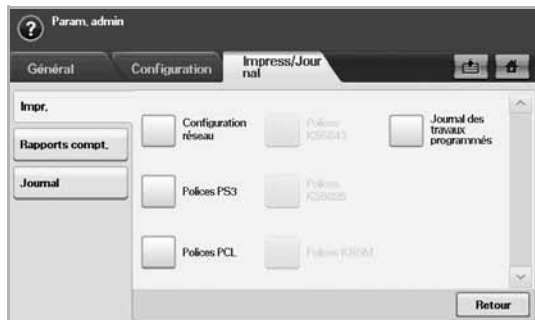 Param. admin
Général
Configuration
Impress/Jour
nal
Impr.
Rapports compt.
Journal
Configuration
réseau
Polices
KS5843
Journal des
travaux
programmés
Polices PS3
Polices
KS5895
Polices PCL
Polices KSSM
Retour